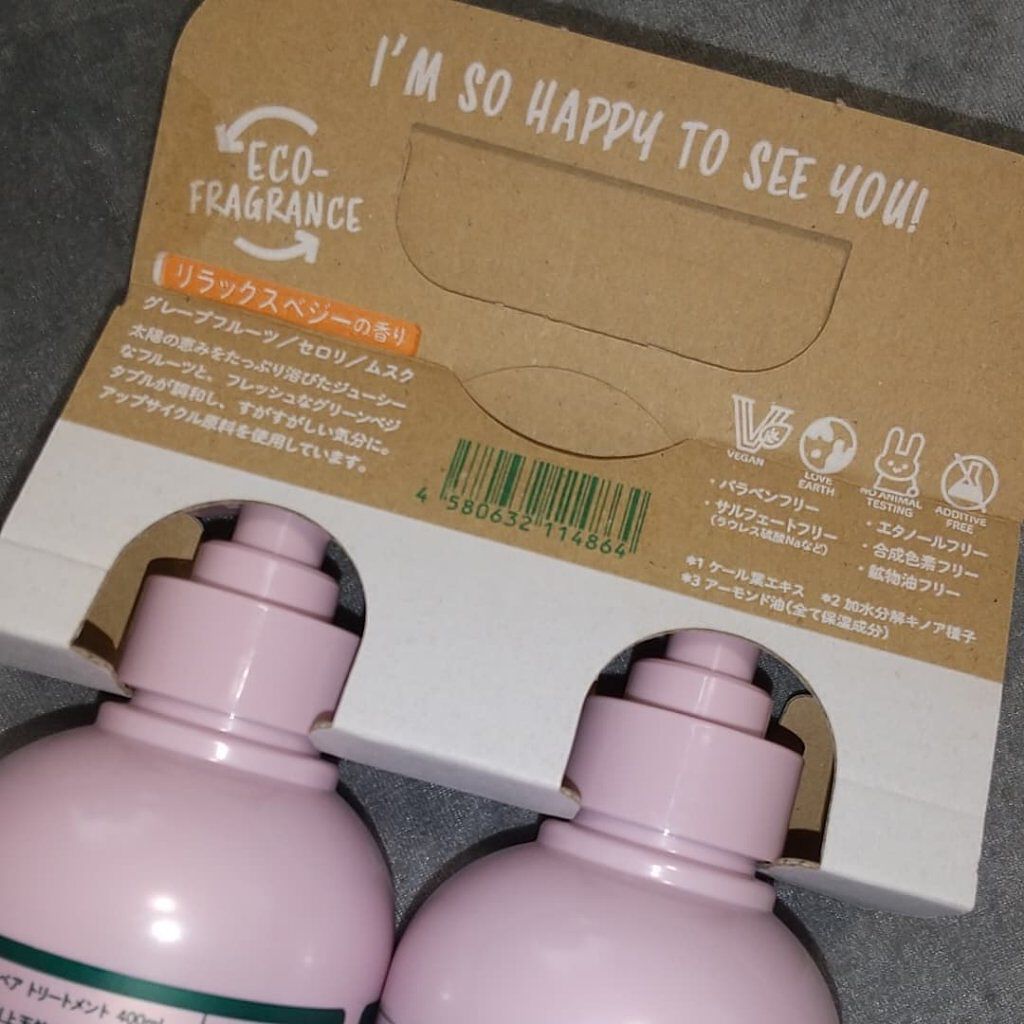 I'M SO HAPPY TO SEE YOU!
ECO-
FRAGRANCE
リラックスベジーの香り
グレープフルーツ／セロリ／ムスク
太陽の恵みをたっぷり浴びたジューシー
なフルーツと、フレッシュなグリーンベジ
タブルが調和し、すがすがしい気分に。
アップサイクル原料を使用しています。
4 580632 114864
VEGAN
LOVE
EARTH
NO ANIMAL
TESTING
ADDITIVE
FREE
・パラベンフリー
・サルフェートフリー
(ラウレス硫酸Naなど)
・エタノールフリー
・合成色素フリー
・鉱物油フリー
*1 ケール葉エキス *2 加水分解キノア種子
*3 アーモンド油(全て保湿成分)
ペア トリートメント 400ml